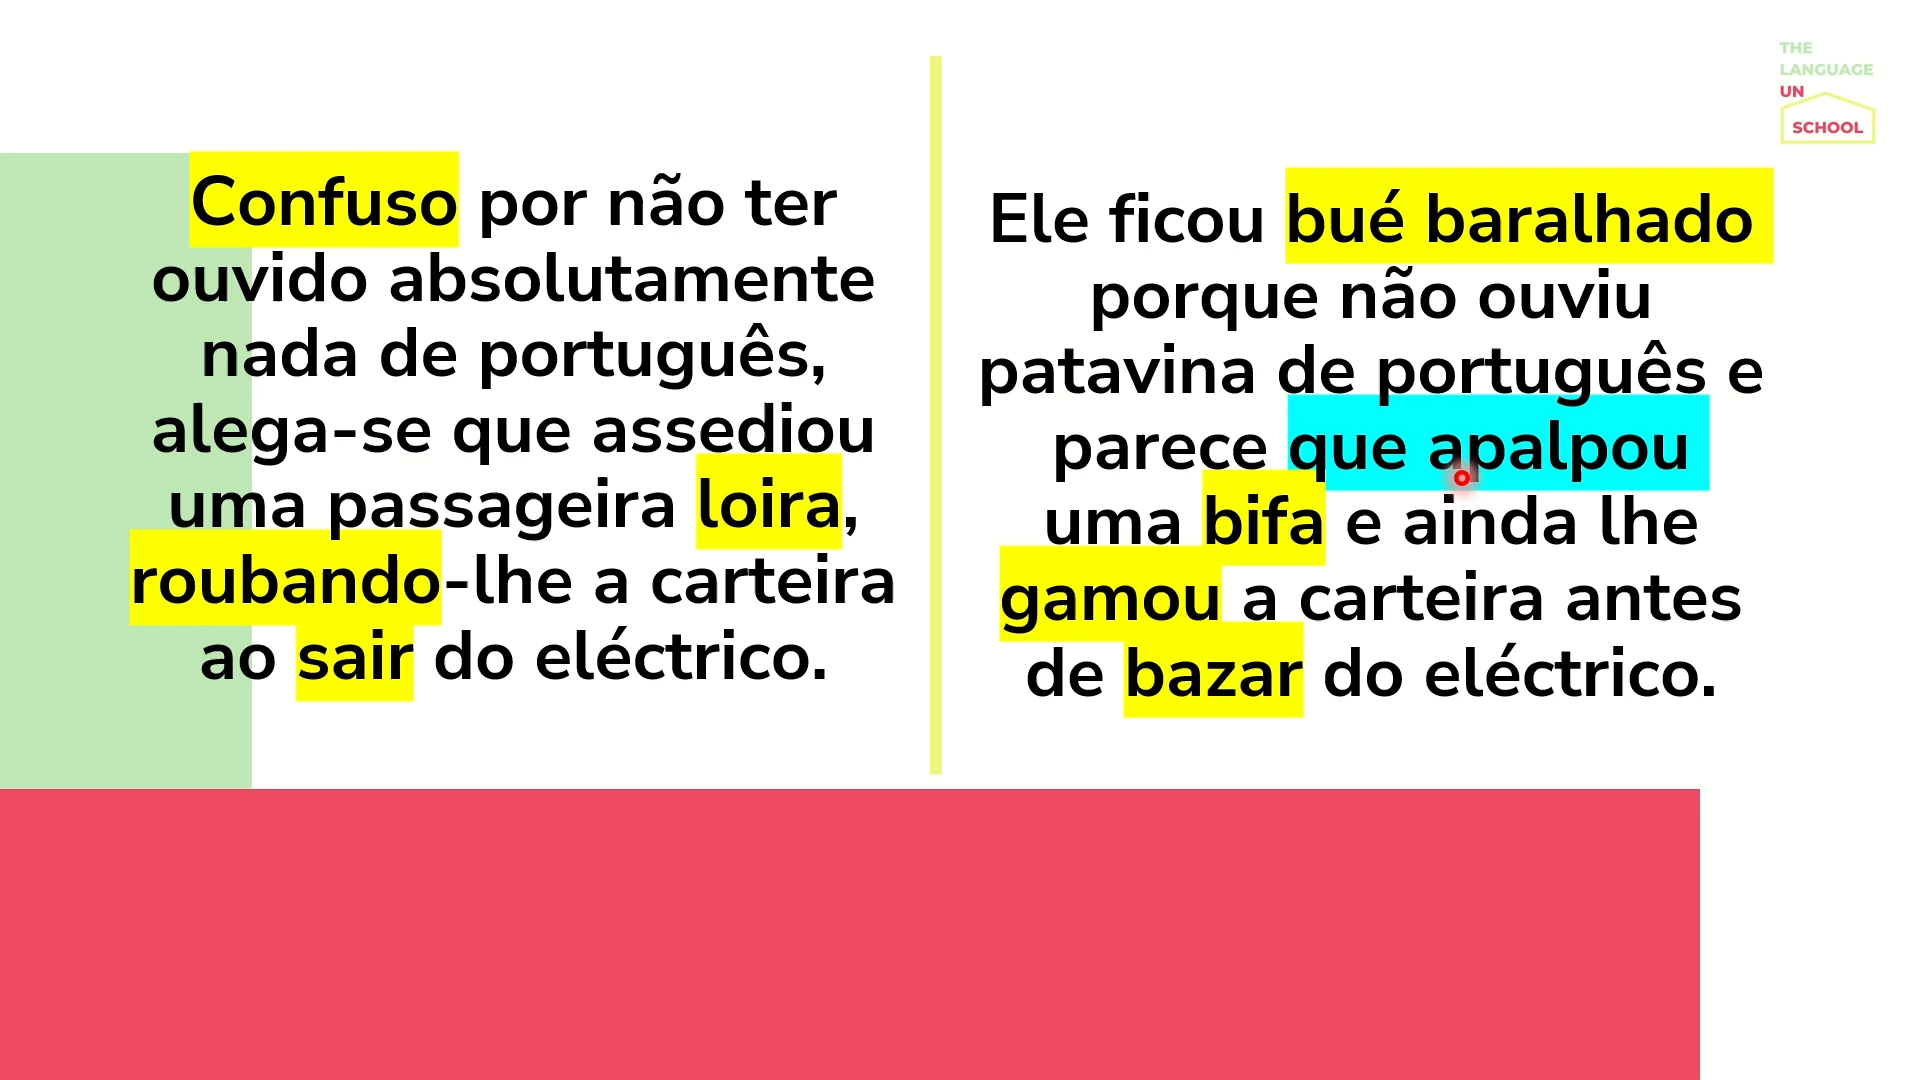 THE
LANGUAGE
UN
SCHOOL
Confuso por não ter
ouvido absolutamente
nada de português,
alega-se que assediou
uma passageira loira,
roubando-lhe a carteira
ao sair do eléctrico.
Ele ficou bué baralhado
porque não ouviu
patavina de português e
parece que apalpou
uma bifa e ainda lhe
gamou a carteira antes
de bazar do eléctrico.